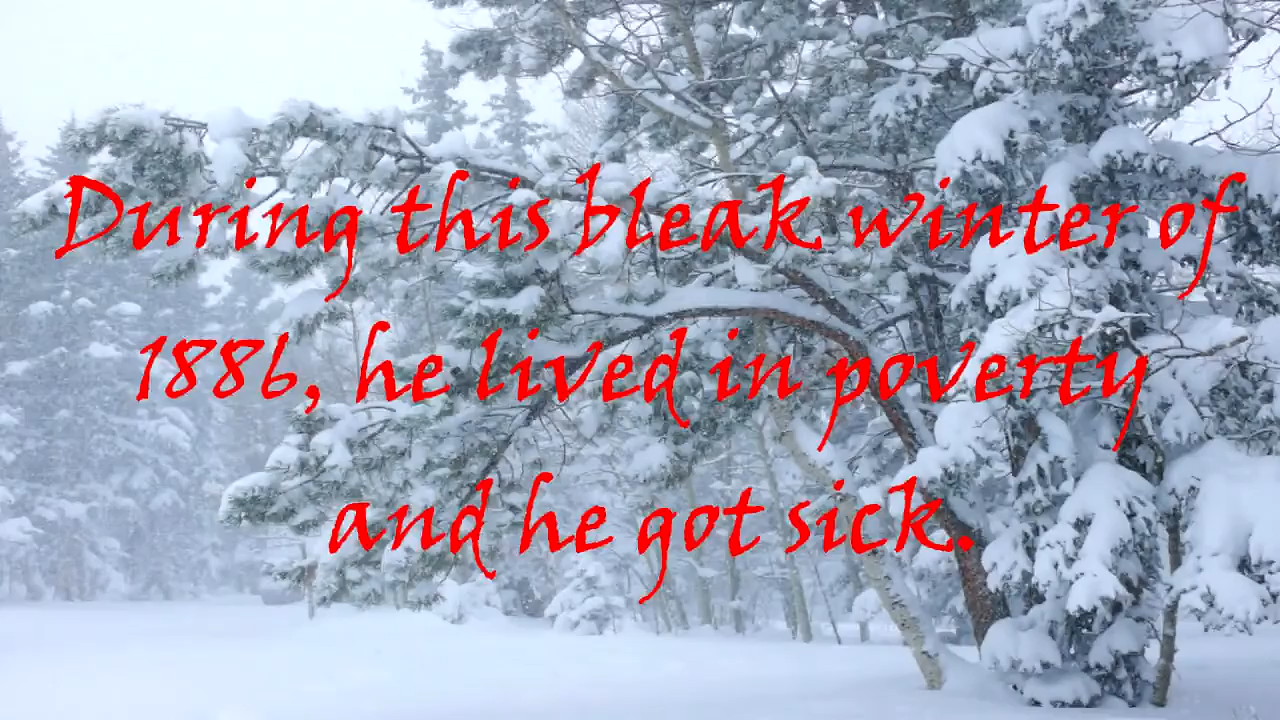 During this bleak winter of
1886, he lived in poverty
and he got sick.